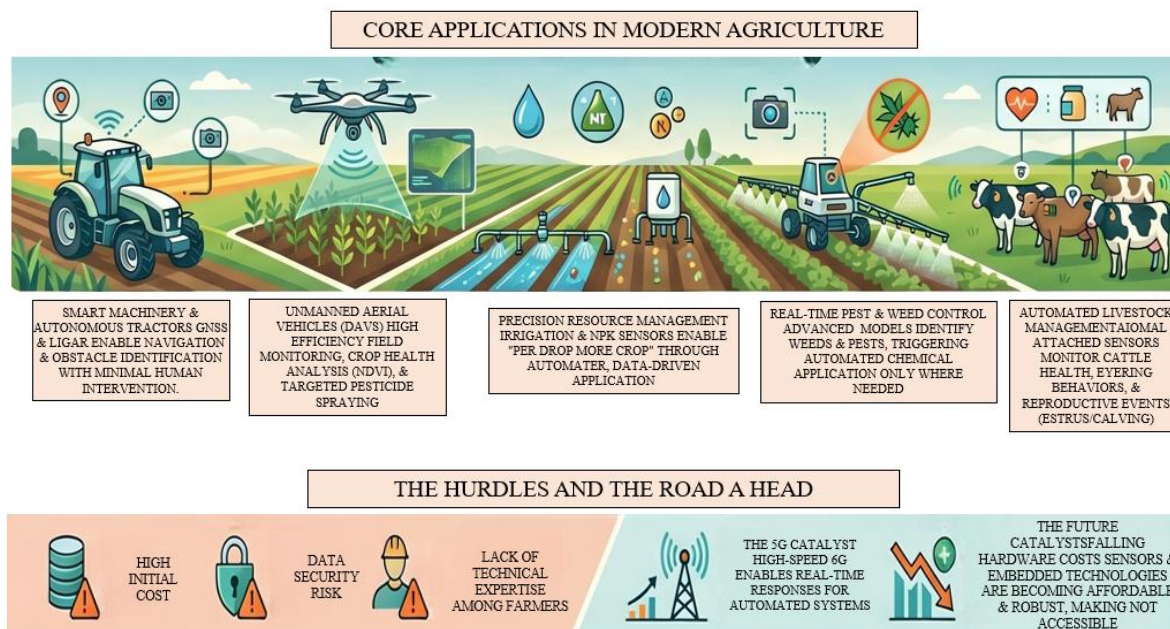 CORE APPLICATIONS IN MODERN AGRICULTURE
NT
A
N
SMART MACHINERY &
AUTONOMOUS TRACTORS GNSS
& LIGAR ENABLE NAVIGATION
& OBSTACLE IDENTIFICATION
WITH MINIMAL HUMAN
INTERVENTION.
UNMANNED AERIAL
VEHICLES (DAVS) HIGH
EFFICIENCY FIELD
MONITORING, CROP HEALTH
ANALYSIS (NDVI), &
TARGETED PESTICIDE
SPRAYING
PRECISION RESOURCE MANAGEMENT
IRRIGATION & NPK SENSORS ENABLE
"PER DROP MORE CROP" THROUGH
AUTOMATER, DATA-DRIVEN
APPLICATION
REAL-TIME PEST & WEED CONTROL
ADVANCED MODELS IDENTIFY
WEEDS & PESTS, TRIGGERING
AUTOMATED CHEMICAL
APPLICATION ONLY WHERE
NEEDED
AUTOMATED LIVESTOCK
MANAGEMENTAIOMAL
ATTACHED SENSORS
MONITOR CATTLE
HEALTH, EYERING
BEHAVIORS, &
REPRODUCTIVE EVENTS
(ESTRUS/CALVING)
THE HURDLES AND THE ROAD A HEAD
HIGH
INITIAL
COST
DATA
SECURITY
RISK
LACK OF
TECHNICAL
EXPERTISE
AMONG FARMERS
THE 5G CATALYST
HIGH-SPEED 6G
ENABLES REAL-TIME
RESPONSES FOR
AUTOMATED SYSTEMS
THE FUTURE
CATALYSTSFALLING
HARDWARE COSTS SENSORS &
EMBEDDED TECHNOLOGIES
ARE BECOMING AFFORDABLE
& ROBUST, MAKING NOT
ACCESSIBLE